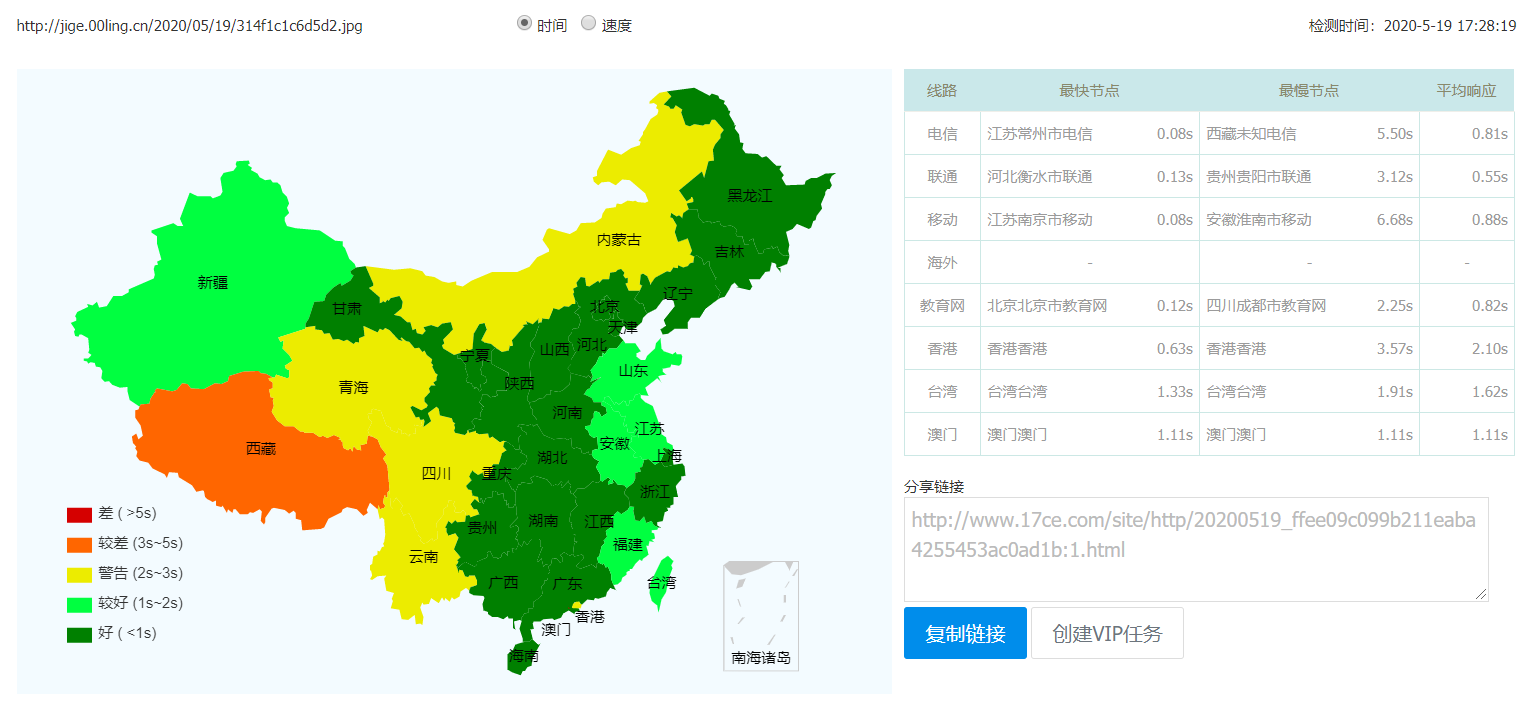 http://jige.00ling.cn/2020/05/19/314f1c1c6d5d2.jpg 时间 速度 检测时间：2020-5-19 17:28:19
黑龙江
内蒙古
吉林
新疆
辽宁
甘肃
北京
天津
河北
山西
宁夏
山东
青海
陕西
河南
江苏
安徽
西藏
上海
湖北
四川
重庆
浙江
湖南
江西
贵州
福建
云南
广西
广东
台湾
香港
澳门
海南
南海诸岛
差 ( >5s)
较差 (3s~5s)
警告 (2s~3s)
较好 (1s~2s)
好 ( <1s)
线路 最快节点 最慢节点 平均响应
电信 江苏常州市电信 0.08s 西藏未知电信 5.50s 0.81s
联通 河北衡水市联通 0.13s 贵州贵阳市联通 3.12s 0.55s
移动 江苏南京市移动 0.08s 安徽淮南市移动 6.68s 0.88s
海外 - - -
教育网 北京北京市教育网 0.12s 四川成都市教育网 2.25s 0.82s
香港 香港香港 0.63s 香港香港 3.57s 2.10s
台湾 台湾台湾 1.33s 台湾台湾 1.91s 1.62s
澳门 澳门澳门 1.11s 澳门澳门 1.11s 1.11s
分享链接
http://www.17ce.com/site/http/20200519_ffee09c099b211eaba
4255453ac0ad1b:1.html
复制链接 创建VIP任务